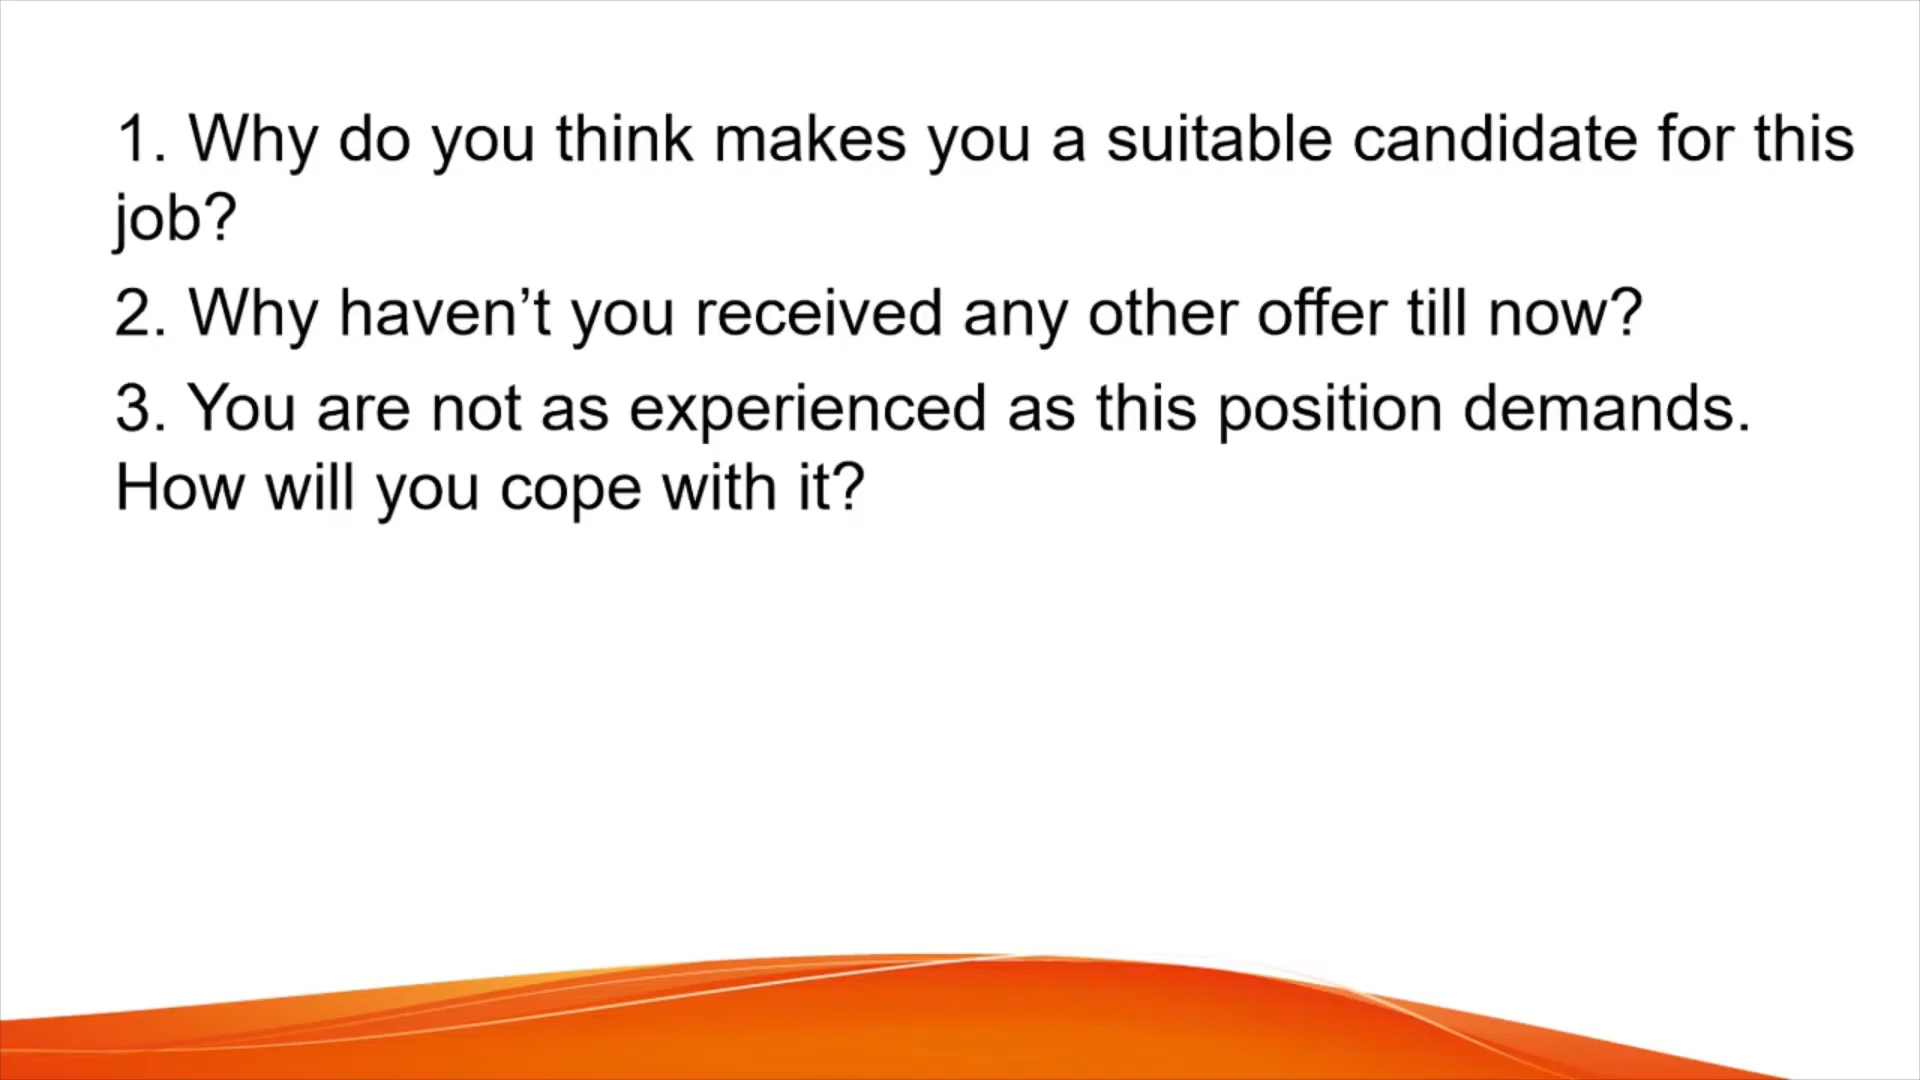 1. Why do you think makes you a suitable candidate for this
job?
2. Why haven’t you received any other offer till now?
3. You are not as experienced as this position demands.
How will you cope with it?